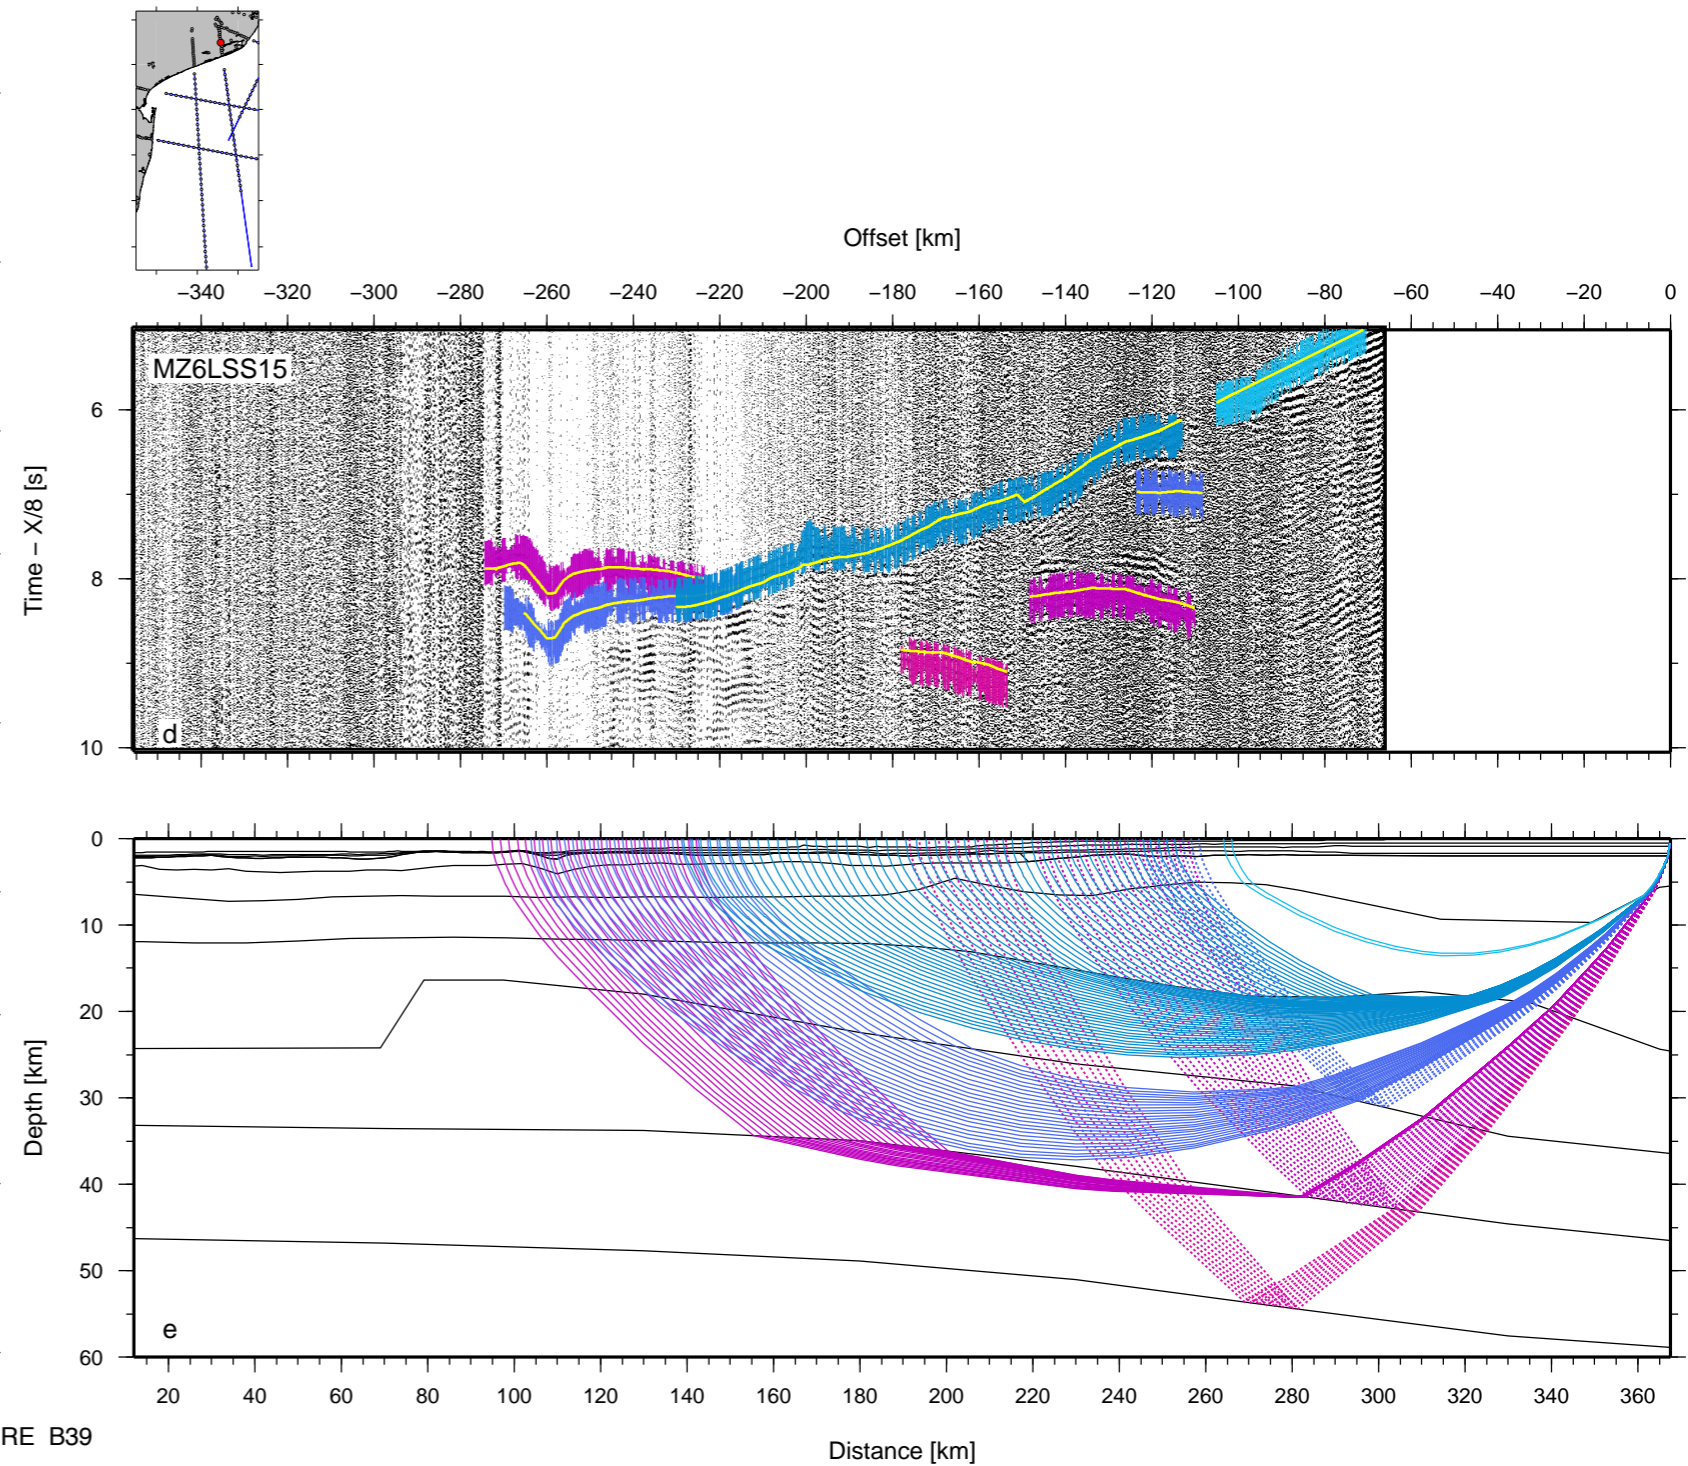 Offset [km]
−340 −320 −300 −280 −260 −240 −220 −200 −180 −160 −140 −120 −100 −80 −60 −40 −20 0
MZ6LSS15
6
8
10
Time − X/8 [s]
d
0
10
20
30
40
50
60
Depth [km]
e
20 40 60 80 100 120 140 160 180 200 220 240 260 280 300 320 340 360
RE B39
Distance [km]